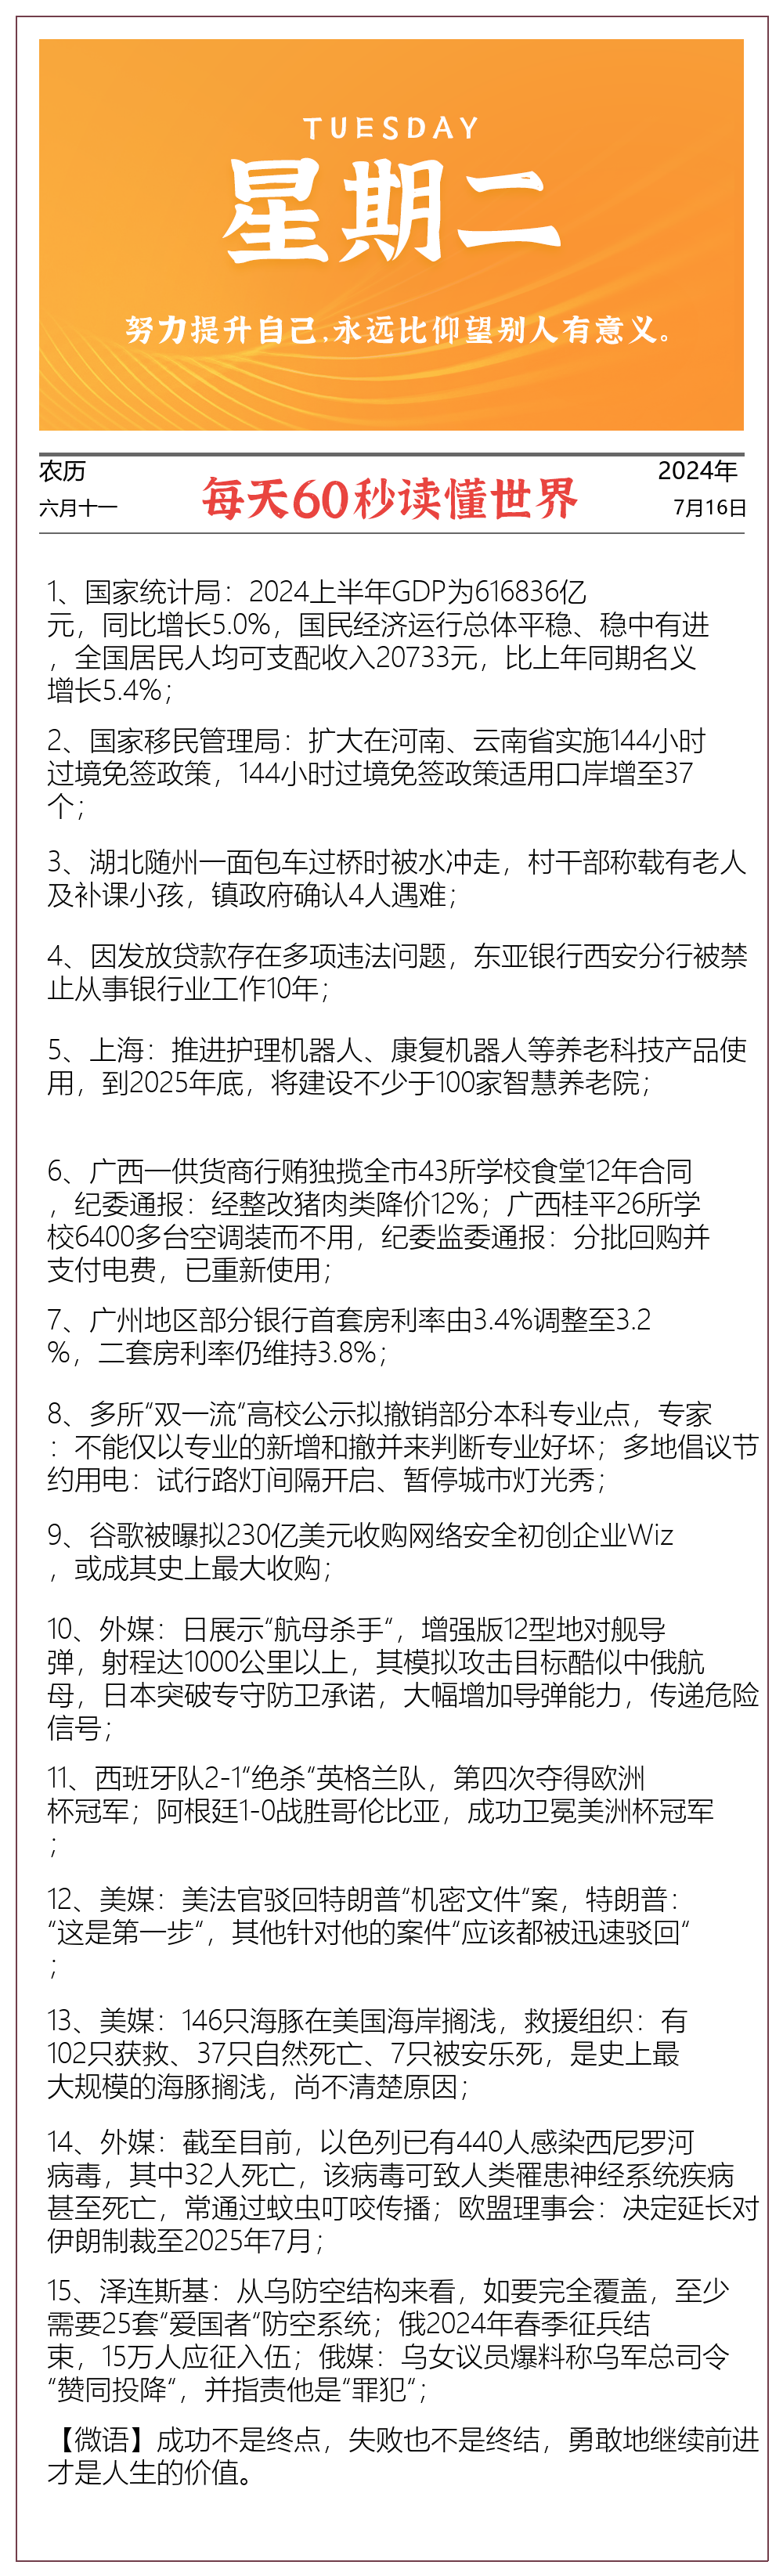 TUESDAY
星期二
努力提升自己,永远比仰望别人有意义。
农历
2024年
每天60秒读懂世界
六月十一
7月16日
1、国家统计局：2024上半年GDP为616836亿
元，同比增长5.0%，国民经济运行总体平稳、稳中有进
，全国居民人均可支配收入20733元，比上年同期名义
增长5.4%；
2、国家移民管理局：扩大在河南、云南省实施144小时
过境免签政策，144小时过境免签政策适用口岸增至37
个；
3、湖北随州一面包车过桥时被水冲走，村干部称载有老人
及补课小孩，镇政府确认4人遇难；
4、因发放贷款存在多项违法问题，东亚银行西安分行被禁
止从事银行业工作10年；
5、上海：推进护理机器人、康复机器人等养老科技产品使
用，到2025年底，将建设不少于100家智慧养老院；
6、广西一供货商行贿独揽全市43所学校食堂12年合同
，纪委通报：经整改猪肉类降价12%；广西桂平26所学
校6400多台空调装而不用，纪委监委通报：分批回购并
支付电费，已重新使用；
7、广州地区部分银行首套房利率由3.4%调整至3.2
%，二套房利率仍维持3.8%；
8、多所“双一流“高校公示拟撤销部分本科专业点，专家
：不能仅以专业的新增和撤并来判断专业好坏；多地倡议节
约用电：试行路灯间隔开启、暂停城市灯光秀；
9、谷歌被曝拟230亿美元收购网络安全初创企业Wiz
，或成其史上最大收购；
10、外媒：日展示“航母杀手“，增强版12型地对舰导
弹，射程达1000公里以上，其模拟攻击目标酷似中俄航
母，日本突破专守防卫承诺，大幅增加导弹能力，传递危险
信号；
11、西班牙队2-1“绝杀“英格兰队，第四次夺得欧洲
杯冠军；阿根廷1-0战胜哥伦比亚，成功卫冕美洲杯冠军
；
12、美媒：美法官驳回特朗普“机密文件“案，特朗普：
“这是第一步“，其他针对他的案件“应该都被迅速驳回“
；
13、美媒：146只海豚在美国海岸搁浅，救援组织：有
102只获救、37只自然死亡、7只被安乐死，是史上最
大规模的海豚搁浅，尚不清楚原因；
14、外媒：截至目前，以色列已有440人感染西尼罗河
病毒，其中32人死亡，该病毒可致人类罹患神经系统疾病
甚至死亡，常通过蚊虫叮咬传播；欧盟理事会：决定延长对
伊朗制裁至2025年7月；
15、泽连斯基：从乌防空结构来看，如要完全覆盖，至少
需要25套“爱国者“防空系统；俄2024年春季征兵结
束，15万人应征入伍；俄媒：乌女议员爆料称乌军总司令
“赞同投降“，并指责他是“罪犯“；
【微语】成功不是终点，失败也不是终结，勇敢地继续前进
才是人生的价值。